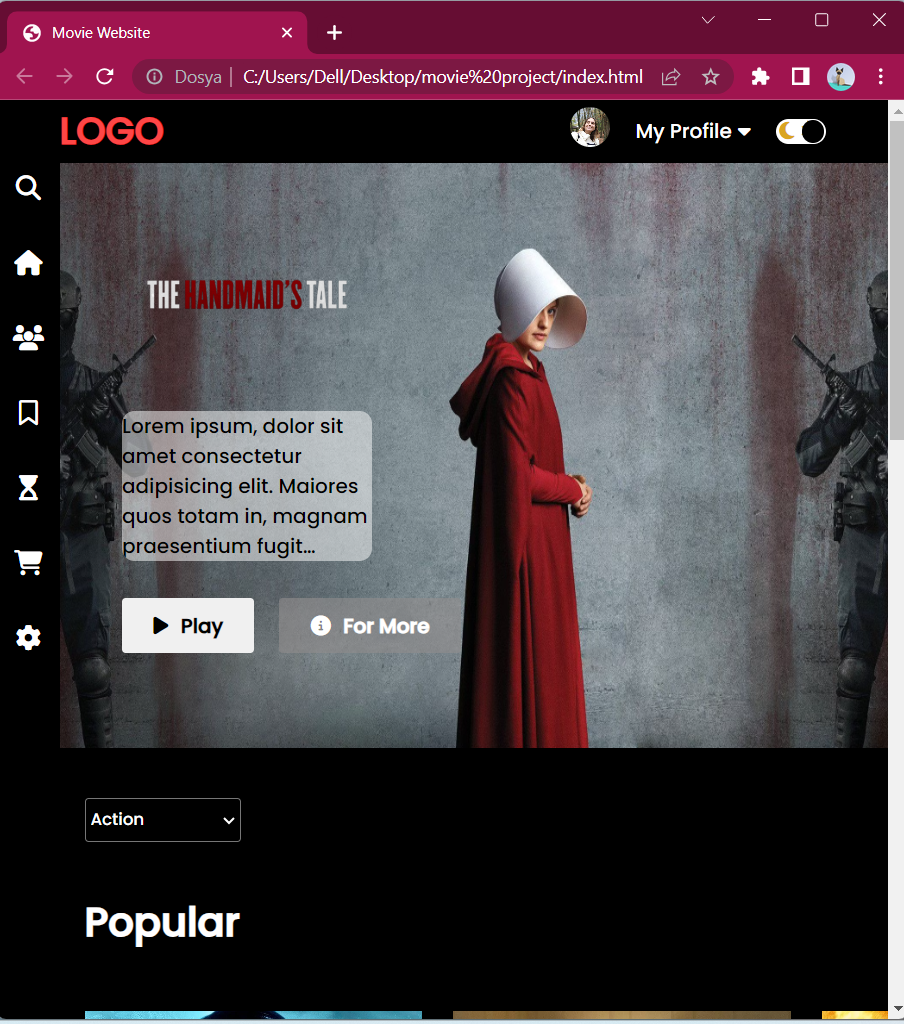 Movie Website
Dosya | C:/Users/Dell/Desktop/movie%20project/index.html
LOGO
My Profile
THE HANDMAID'S TALE
Lorem ipsum, dolor sit
amet consectetur
adipisicing elit. Maiores
quos totam in, magnam
praesentium fugit...
Play
For More
Action
Popular